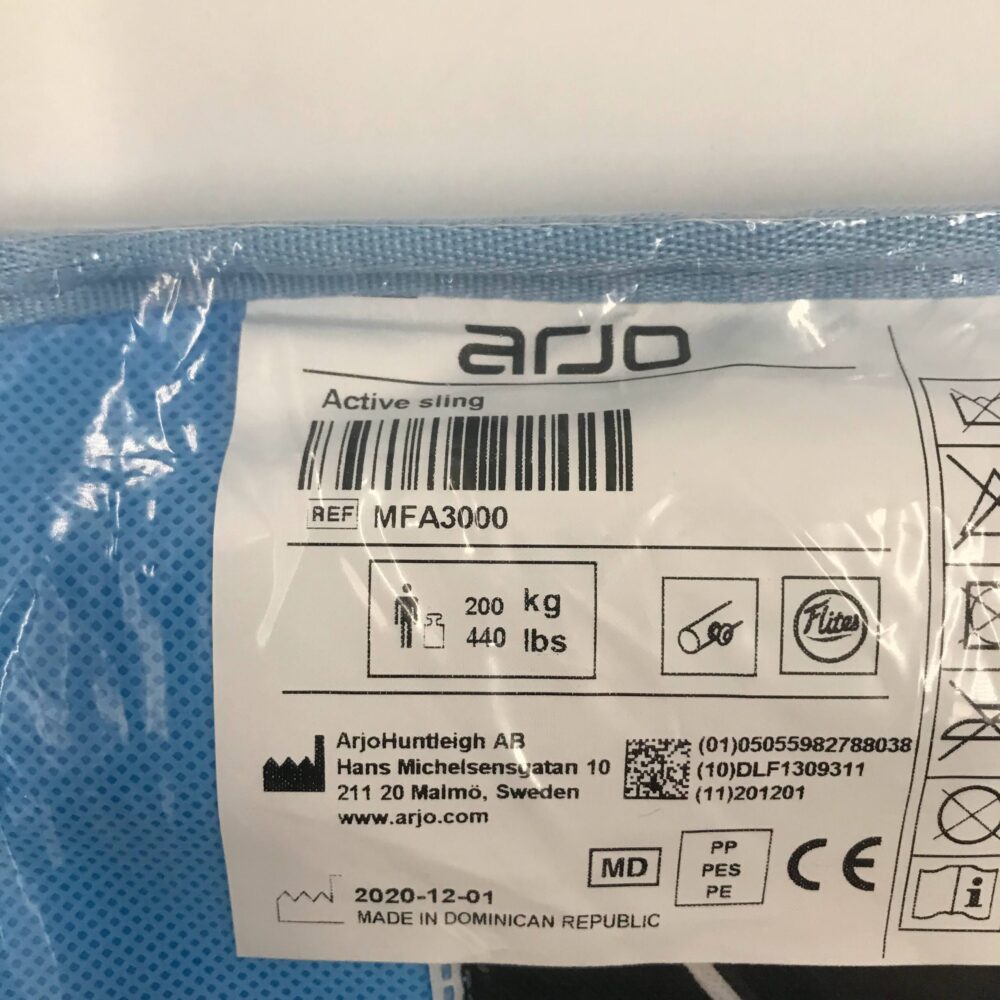 arjo
Active sling
REF MFA3000
200 kg
440 lbs
Flites
ArjoHuntleigh AB
Hans Michelsensgatan 10
211 20 Malmö, Sweden
www.arjo.com
(01)05055982788038
(10)DLF1309311
(11)201201
MD
PP
PES
PE
CE
2020-12-01
MADE IN DOMINICAN REPUBLIC